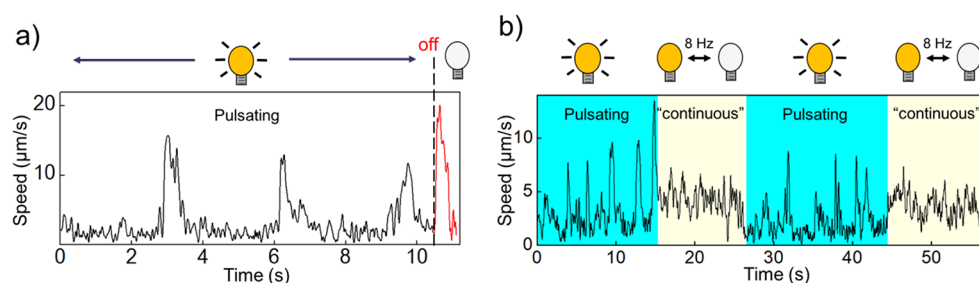 a)
off
Pulsating
Speed (µm/s)
20
10
0
0 2 4 6 8 10
Time (s)
b)
8 Hz 8 Hz
Pulsating "continuous" Pulsating "continuous"
Speed (µm/s)
10
5
0
0 10 20 30 40 50
Time (s)